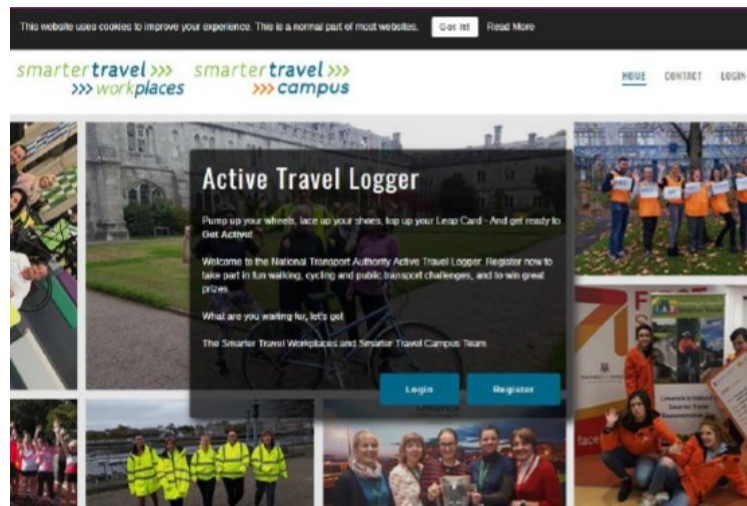 This website uses cookies to improve your experience. This is a normal part of most websites. Got It! Read More
smartertravel>>> smartertravel>>>
>>>workplaces >>>campus
HOME CONTACT LOGIN
Active Travel Logger
Pump up your wheels, lace up your shoes, top up your Leap Card - And get ready to
Get Active!
Welcome to the National Transport Authority Active Travel Logger. Register now to
take part in fun walking, cycling and public transport challenges, and to win great
prizes.
What are you waiting for, let's go!
The Smarter Travel Workplaces and Smarter Travel Campus Team
Login Register
Limerick
face